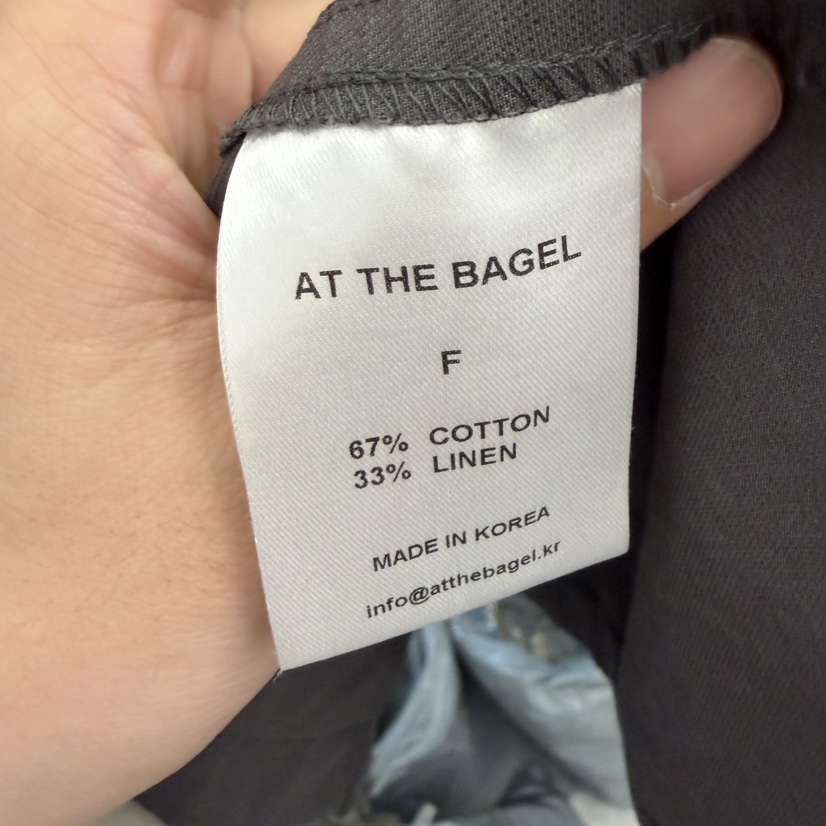 AT THE BAGEL
F
67% COTTON
33% LINEN
MADE IN KOREA
info@atthebagel.kr